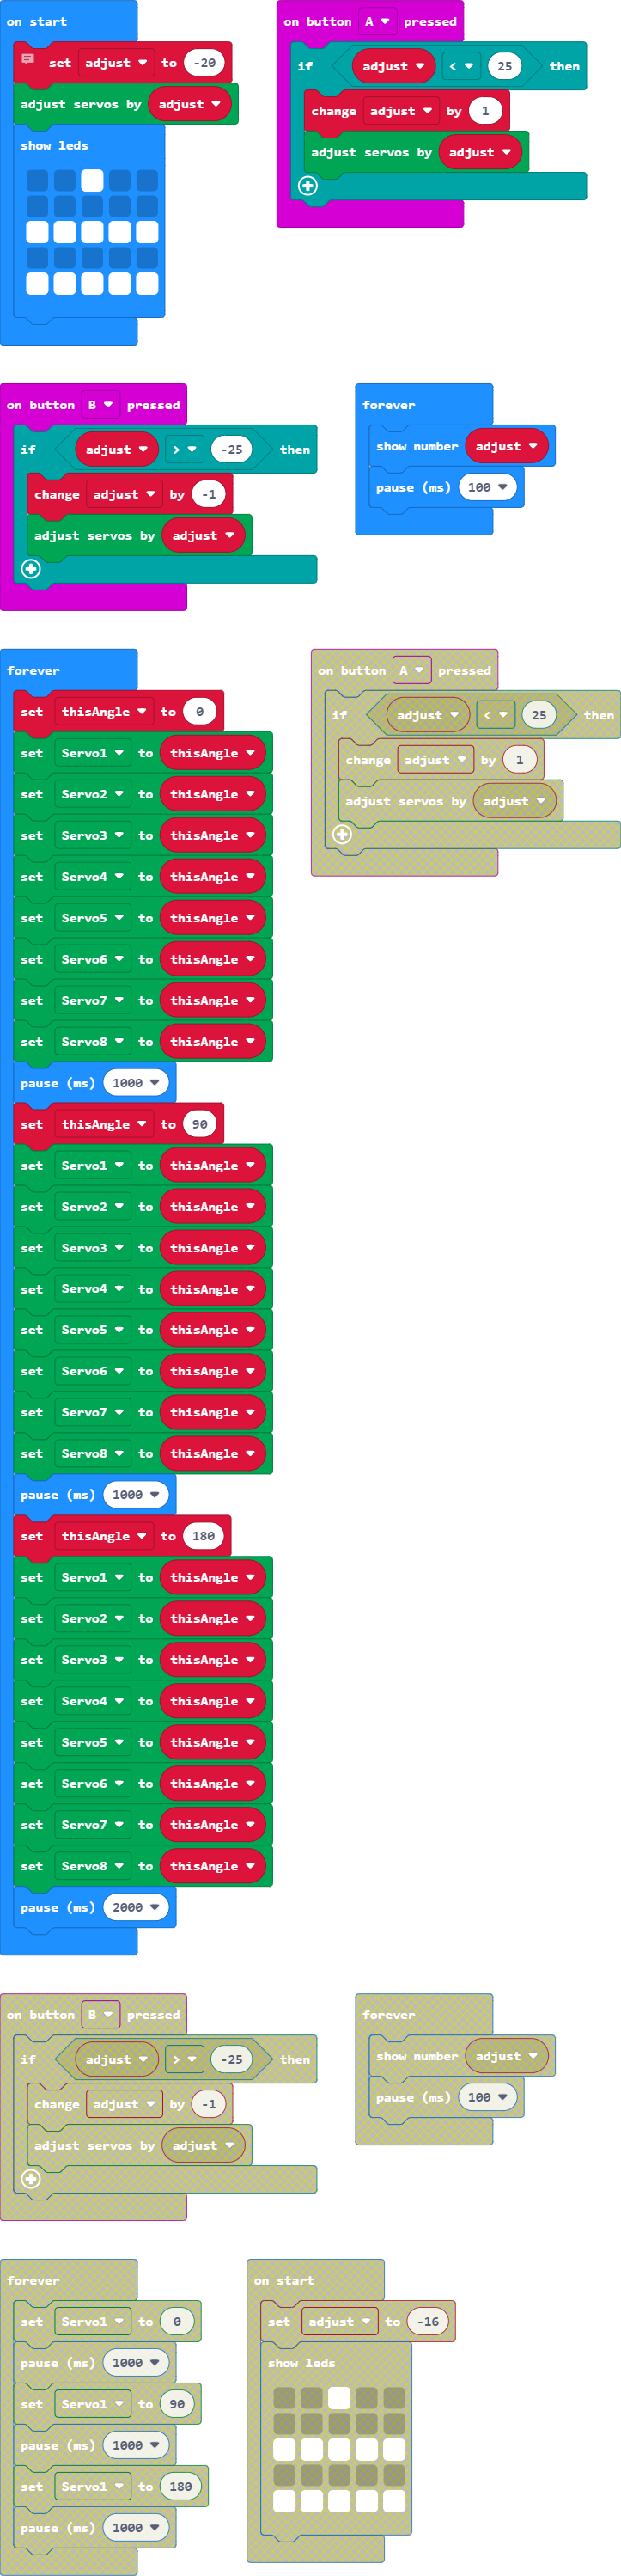 on start
set adjust to -20
adjust servos by adjust
show leds
on button A pressed
if adjust < 25 then
change adjust by 1
adjust servos by adjust
on button B pressed
if adjust > -25 then
change adjust by -1
adjust servos by adjust
forever
show number adjust
pause (ms) 100
forever
set thisAngle to 0
set Servo1 to thisAngle
set Servo2 to thisAngle
set Servo3 to thisAngle
set Servo4 to thisAngle
set Servo5 to thisAngle
set Servo6 to thisAngle
set Servo7 to thisAngle
set Servo8 to thisAngle
pause (ms) 1000
set thisAngle to 90
set Servo1 to thisAngle
set Servo2 to thisAngle
set Servo3 to thisAngle
set Servo4 to thisAngle
set Servo5 to thisAngle
set Servo6 to thisAngle
set Servo7 to thisAngle
set Servo8 to thisAngle
pause (ms) 1000
set thisAngle to 180
set Servo1 to thisAngle
set Servo2 to thisAngle
set Servo3 to thisAngle
set Servo4 to thisAngle
set Servo5 to thisAngle
set Servo6 to thisAngle
set Servo7 to thisAngle
set Servo8 to thisAngle
pause (ms) 2000
on button A pressed
if adjust < 25 then
change adjust by 1
adjust servos by adjust
on button B pressed
if adjust > -25 then
change adjust by -1
adjust servos by adjust
forever
show number adjust
pause (ms) 100
forever
set Servo1 to 0
pause (ms) 1000
set Servo1 to 90
pause (ms) 1000
set Servo1 to 180
pause (ms) 1000
on start
set adjust to -16
show leds